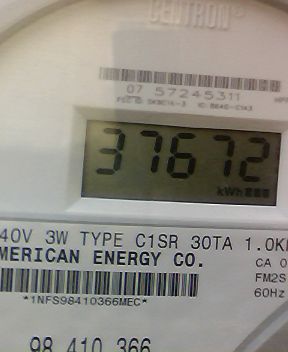 CENTRON®
07 57245311
37672
kWh
40V 3W TYPE C1SR 30TA 1.0K
MERICAN ENERGY CO.
CA 0
FM2S
60Hz
*1NFS98410366MEC*
98 410 366